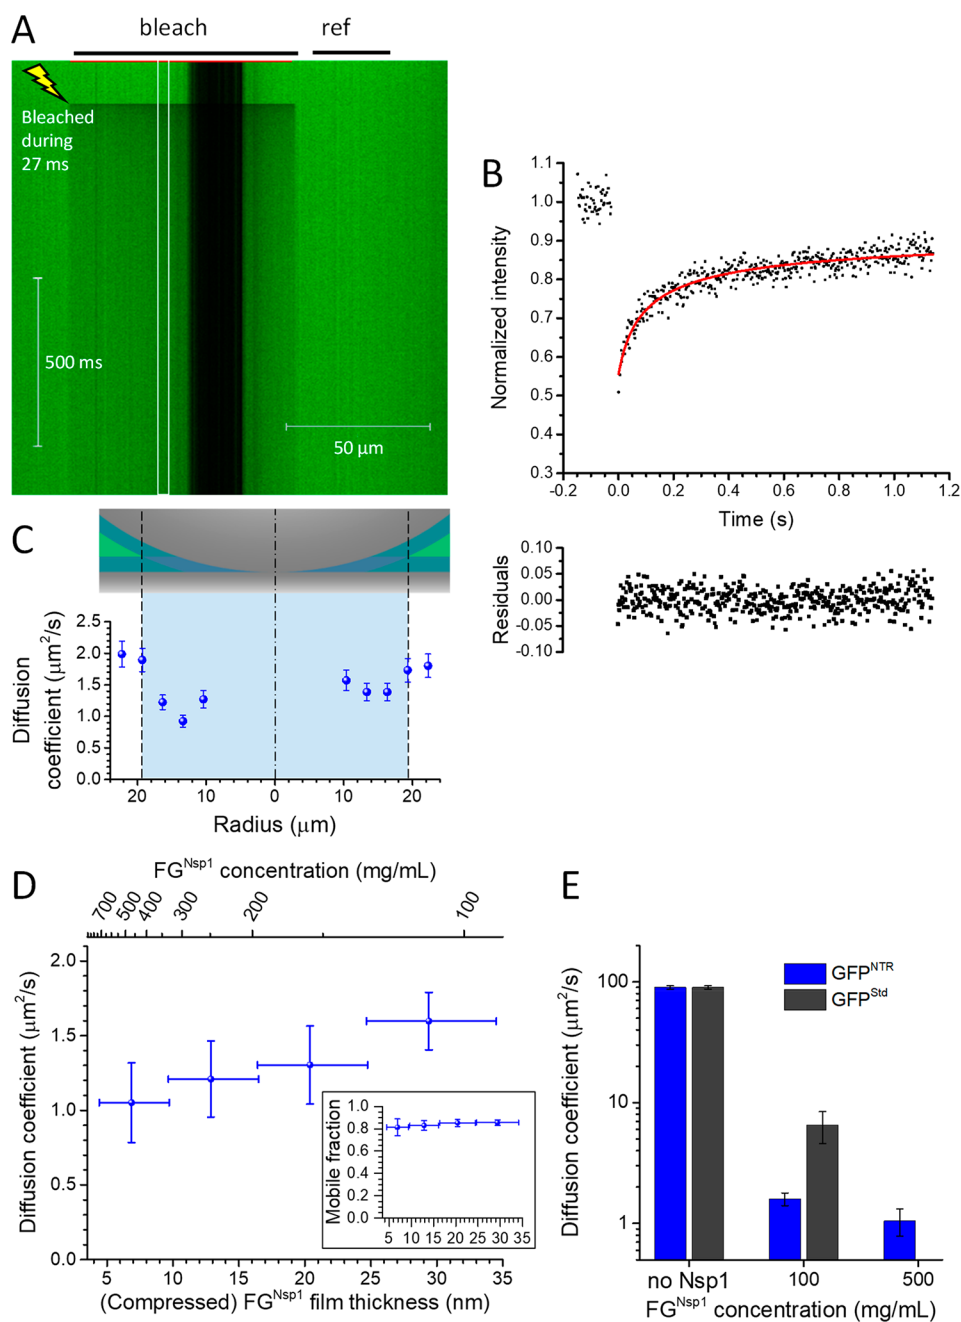 A
bleach
ref
Bleached
during
27 ms
500 ms
50 μm
B
Normalized intensity
1.1
1.0
0.9
0.8
0.7
0.6
0.5
0.4
0.3
-0.2 0.0 0.2 0.4 0.6 0.8 1.0 1.2
Time (s)
Residuals
0.10
0.05
0.00
-0.05
-0.10
C
Diffusion
coefficient (μm²/s)
2.5
2.0
1.5
1.0
0.5
0.0
20 10 0 10 20
Radius (μm)
D
FG^Nsp1 concentration (mg/mL)
700 500 400 300 200 100
Diffusion coefficient (μm²/s)
2.0
1.5
1.0
0.5
0.0
5 10 15 20 25 30 35
(Compressed) FG^Nsp1 film thickness (nm)
Mobile fraction
1.0
0.8
0.6
0.4
0.2
0.0
5 10 15 20 25 30 35
E
Diffusion coefficient (μm²/s)
100
10
1
GFP^NTR
GFP^Std
no Nsp1 100 500
FG^Nsp1 concentration (mg/mL)